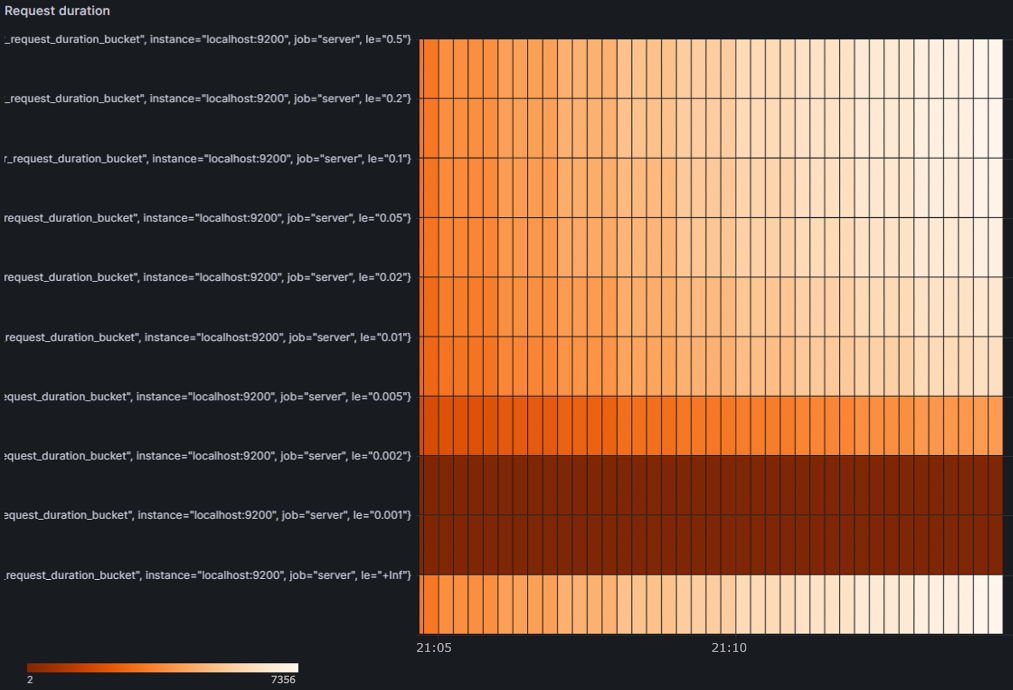 Request duration
_request_duration_bucket", instance="localhost:9200", job="server", le="0.5"}
_request_duration_bucket", instance="localhost:9200", job="server", le="0.2"}
r_request_duration_bucket", instance="localhost:9200", job="server", le="0.1"}
request_duration_bucket", instance="localhost:9200", job="server", le="0.05"}
request_duration_bucket", instance="localhost:9200", job="server", le="0.02"}
request_duration_bucket", instance="localhost:9200", job="server", le="0.01"}
equest_duration_bucket", instance="localhost:9200", job="server", le="0.005"}
equest_duration_bucket", instance="localhost:9200", job="server", le="0.002"}
equest_duration_bucket", instance="localhost:9200", job="server", le="0.001"}
_request_duration_bucket", instance="localhost:9200", job="server", le="+Inf"}
21:05 21:10
2 7356